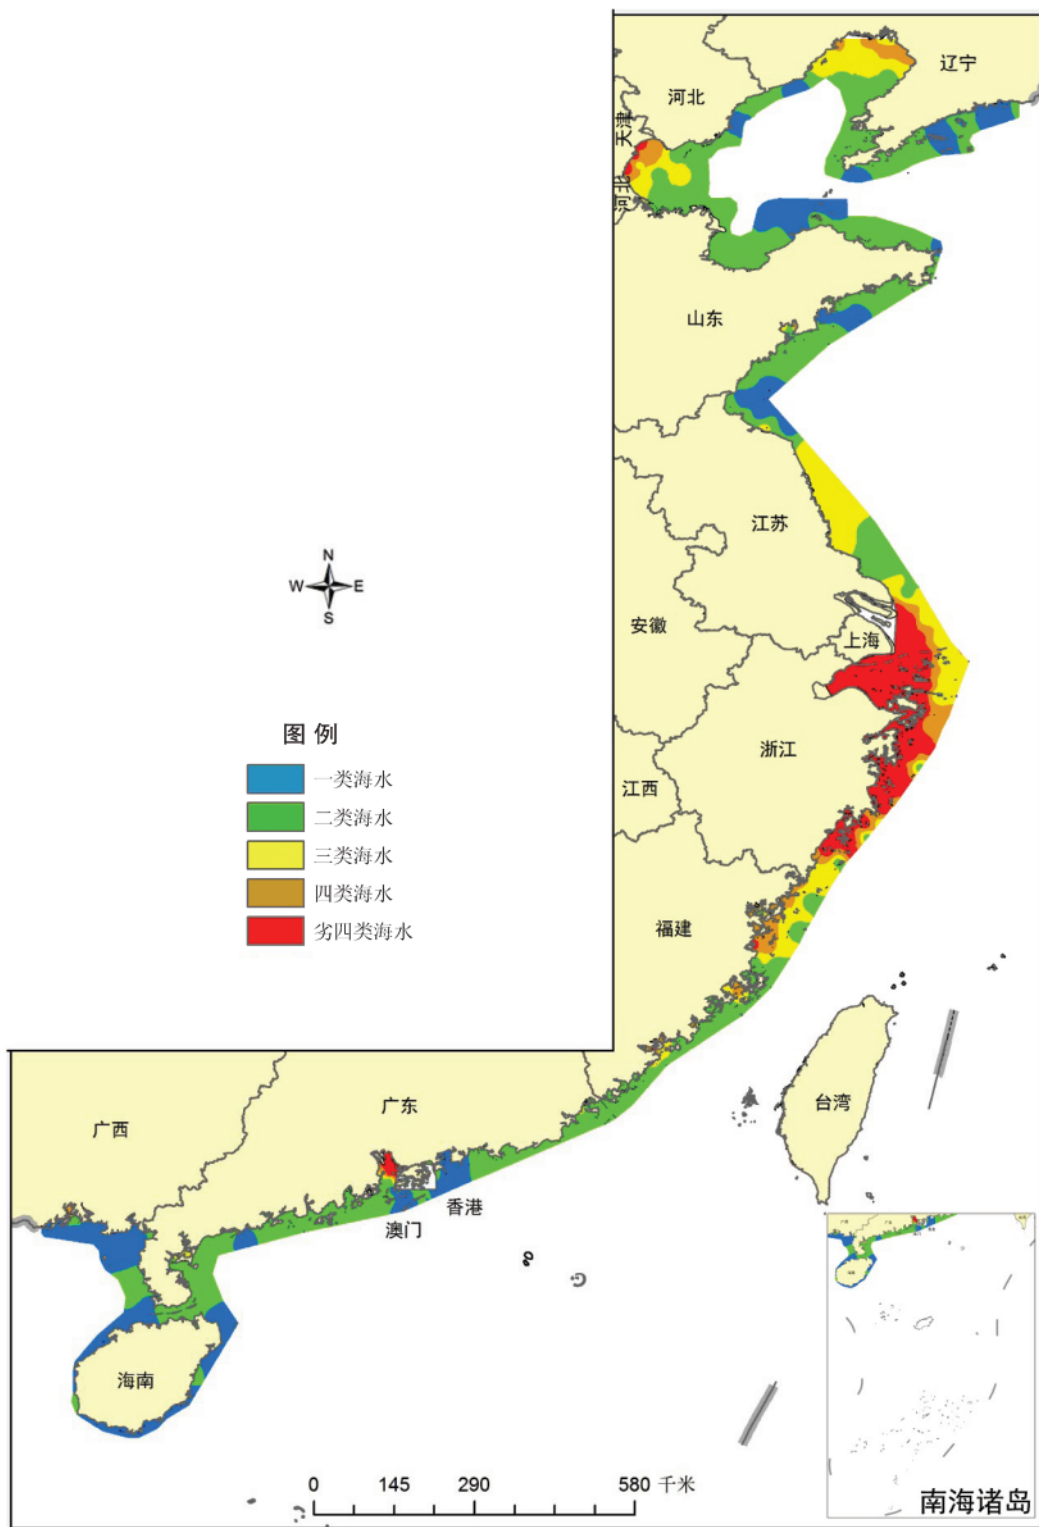 辽宁
河北
天津
河北
山东
江苏
N
W E
S
安徽
上海
图 例
浙江
一类海水
江西
二类海水
三类海水
四类海水
福建
劣四类海水
台湾
广东
广西
香港
澳门
海南
0 145 290 580 千米
南海诸岛